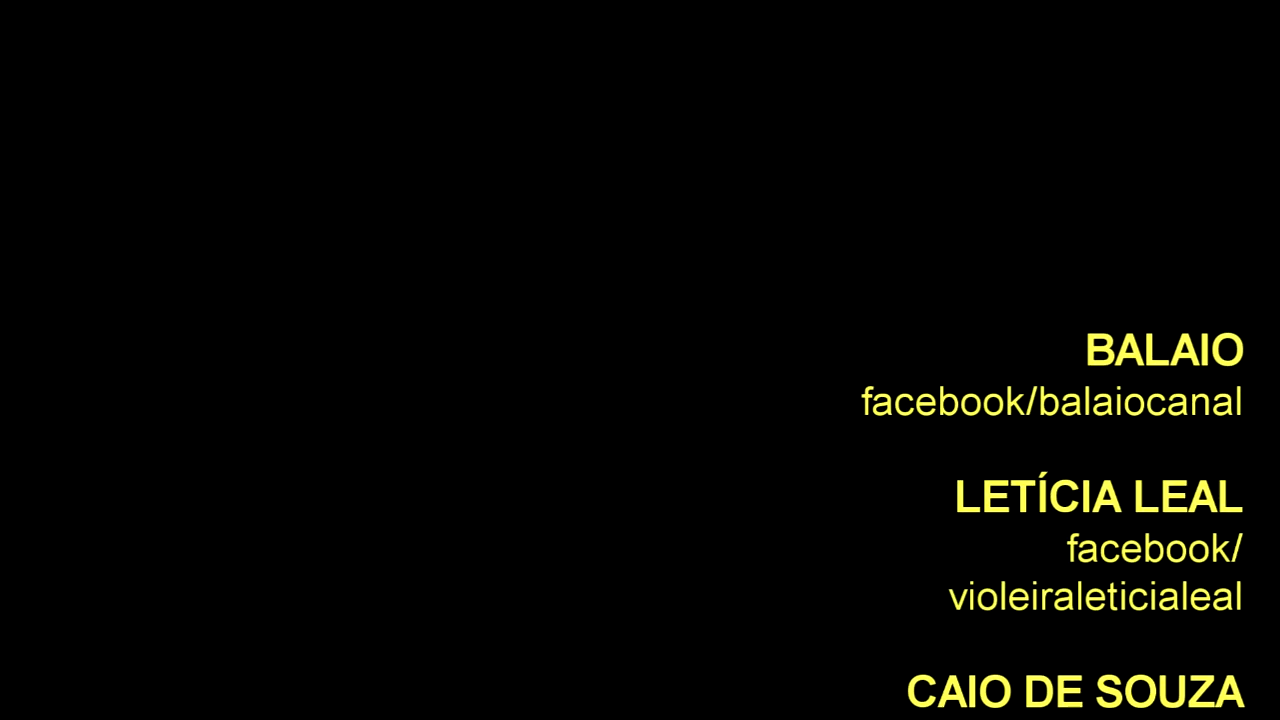 BALAIO
facebook/balaiocanal
LETÍCIA LEAL
facebook/
violeiraleticialeal
CAIO DE SOUZA